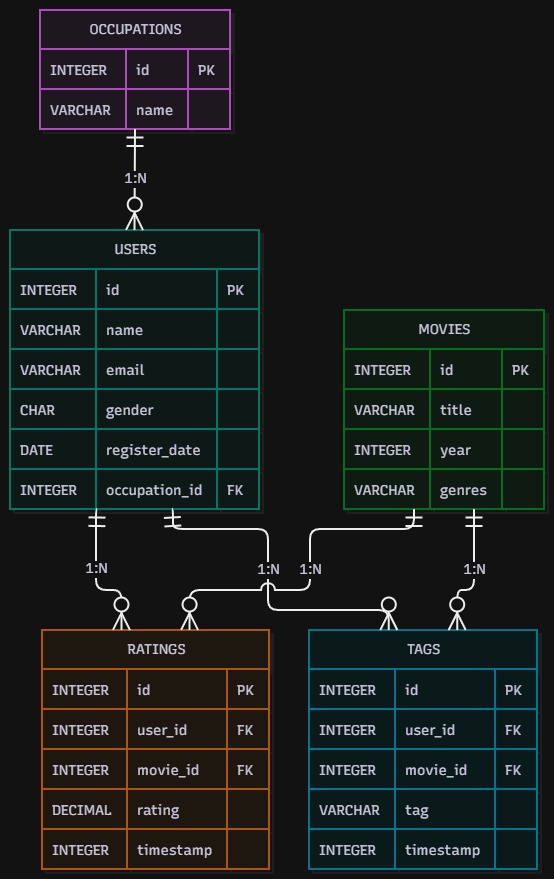 OCCUPATIONS
INTEGER id PK
VARCHAR name
1:N
USERS
INTEGER id PK
VARCHAR name
VARCHAR email
CHAR gender
DATE register_date
INTEGER occupation_id FK
MOVIES
INTEGER id PK
VARCHAR title
INTEGER year
VARCHAR genres
1:N 1:N 1:N 1:N
RATINGS
INTEGER id PK
INTEGER user_id FK
INTEGER movie_id FK
DECIMAL rating
INTEGER timestamp
TAGS
INTEGER id PK
INTEGER user_id FK
INTEGER movie_id FK
VARCHAR tag
INTEGER timestamp